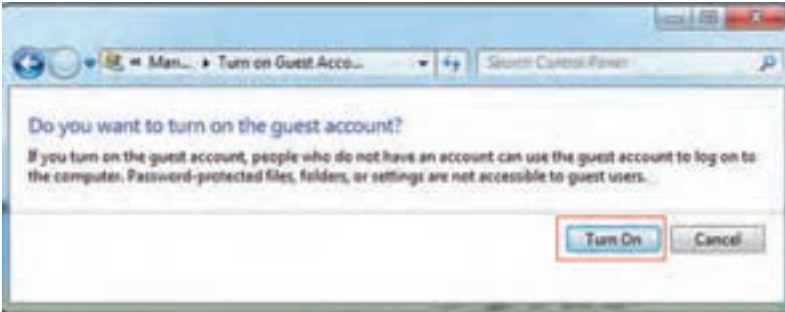 « Man... ▸ Turn on Guest Acco...
Search Control Panel
Do you want to turn on the guest account?
If you turn on the guest account, people who do not have an account can use the guest account to log on to
the computer. Password-protected files, folders, or settings are not accessible to guest users.
Turn On
Cancel